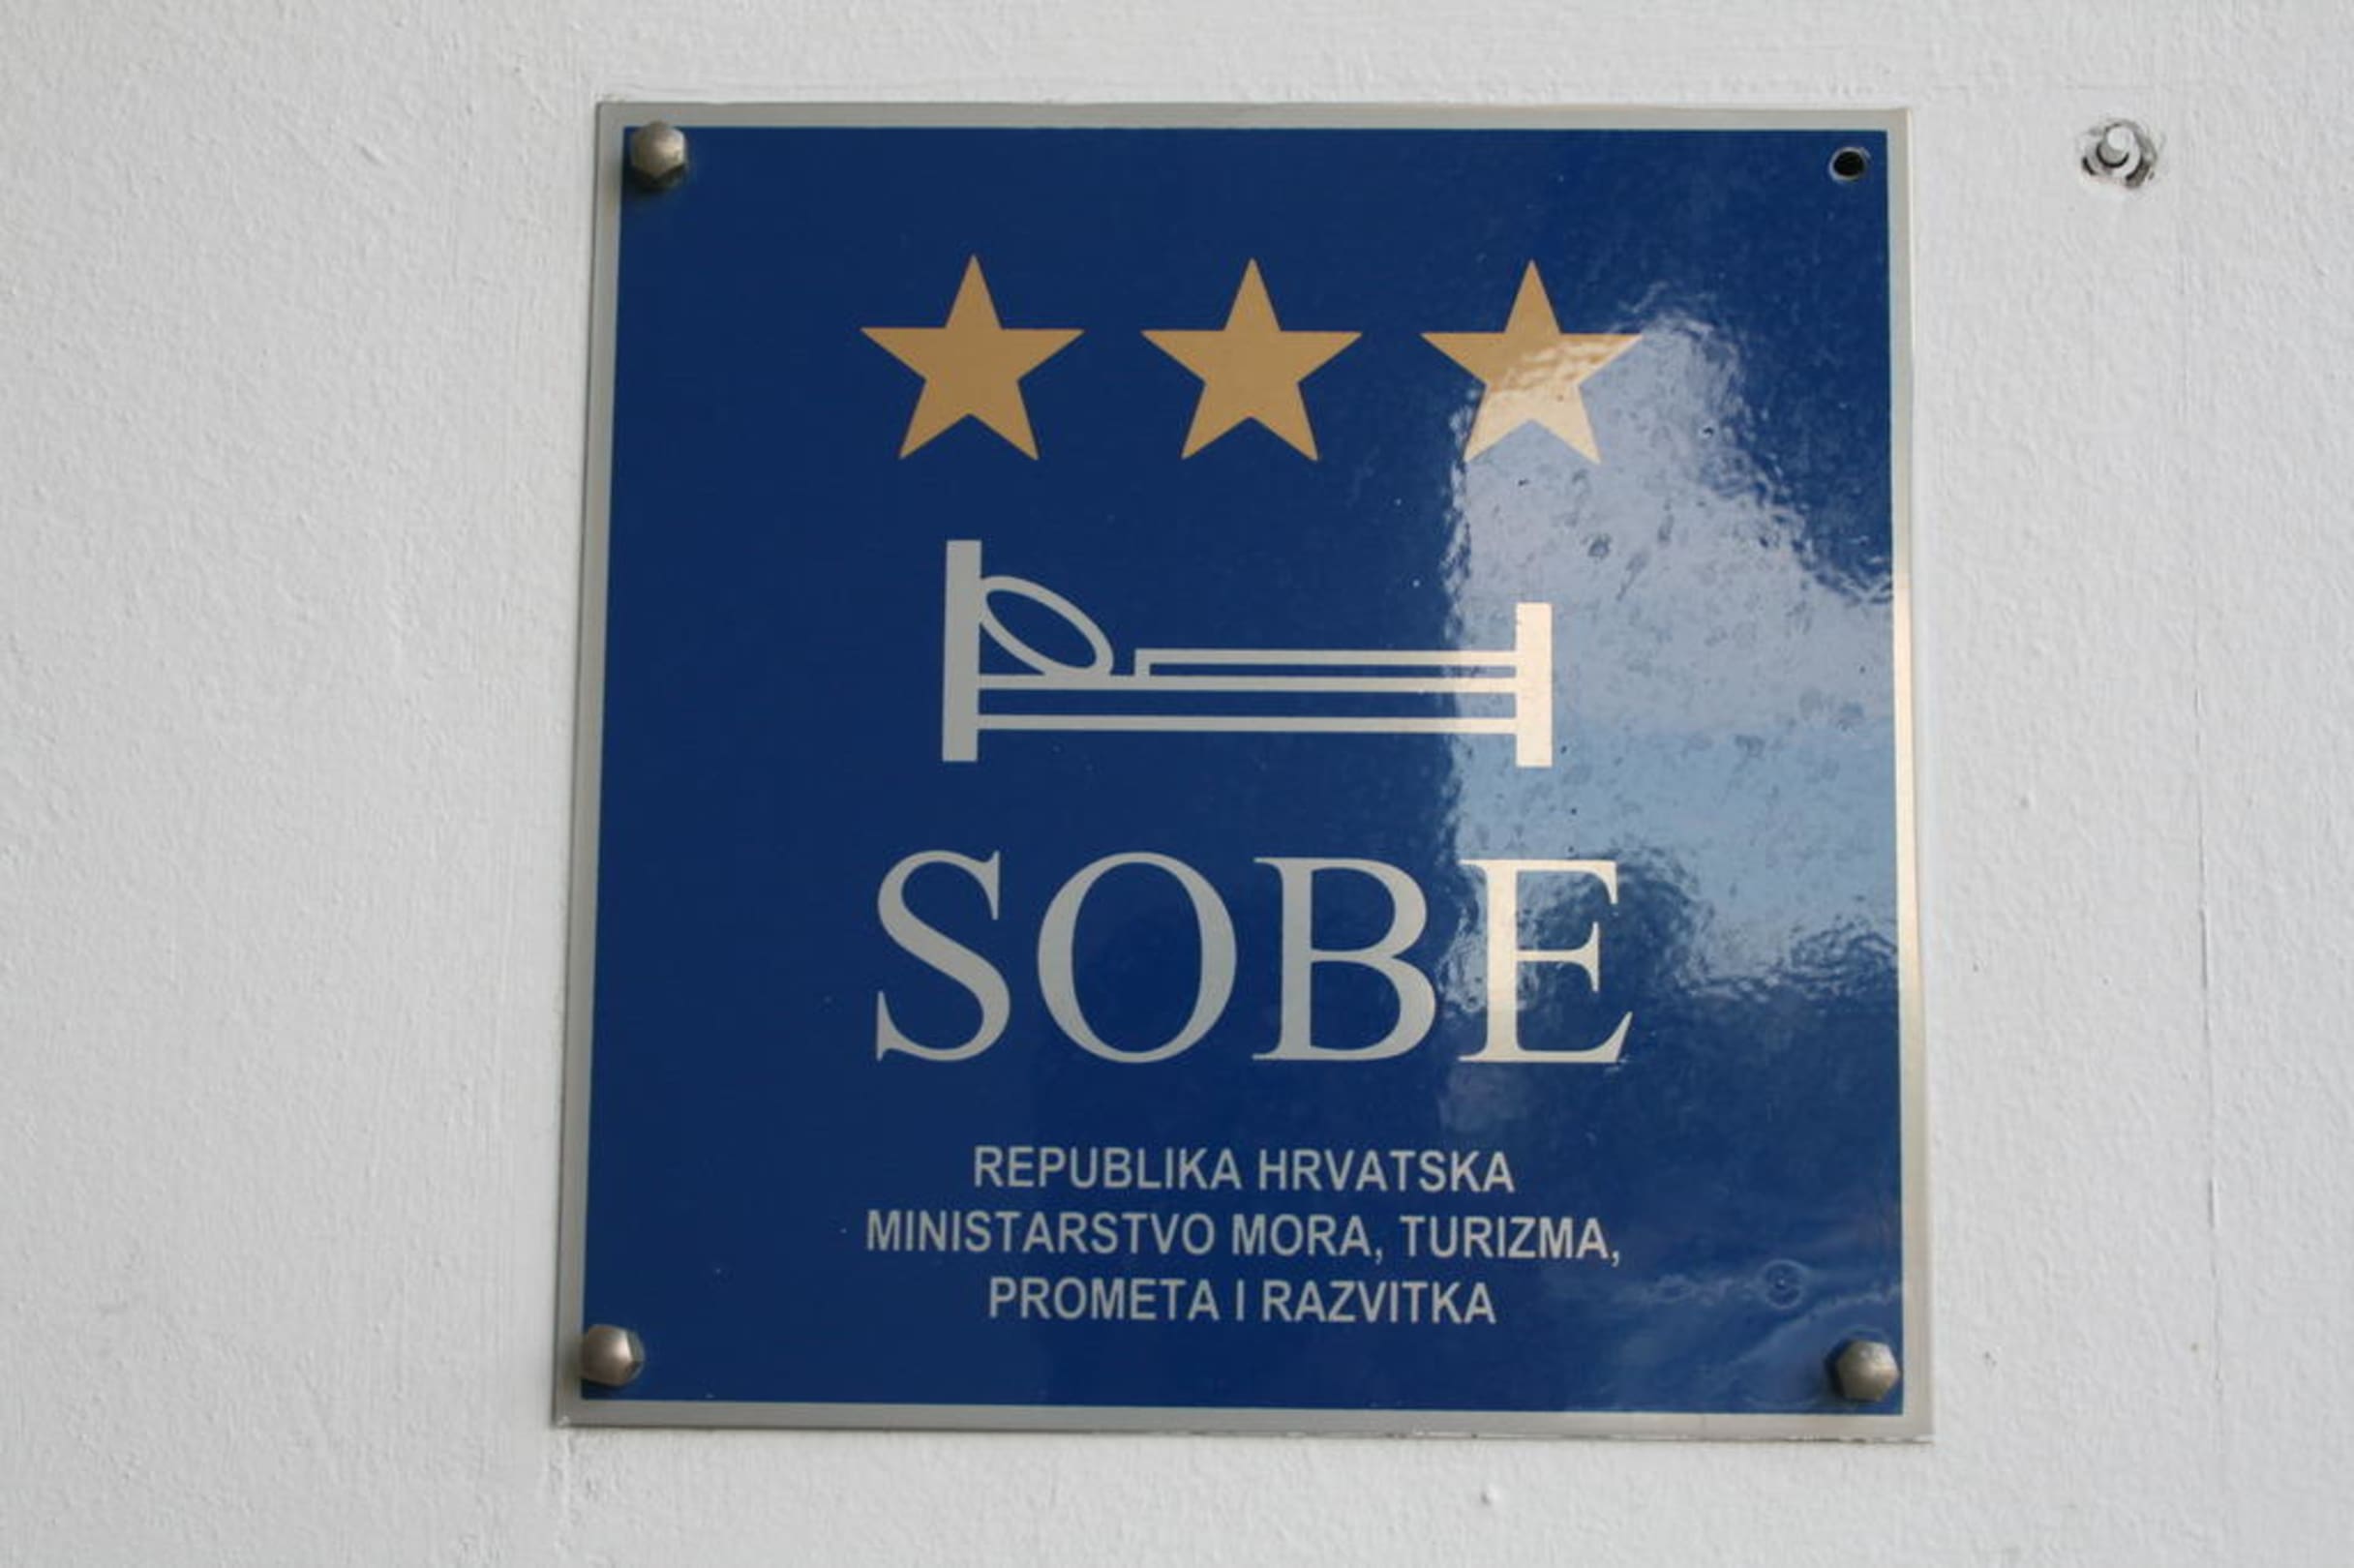 SOBE
REPUBLIKA HRVATSKA
MINISTARSTVO MORA, TURIZMA,
PROMETA I RAZVITKA